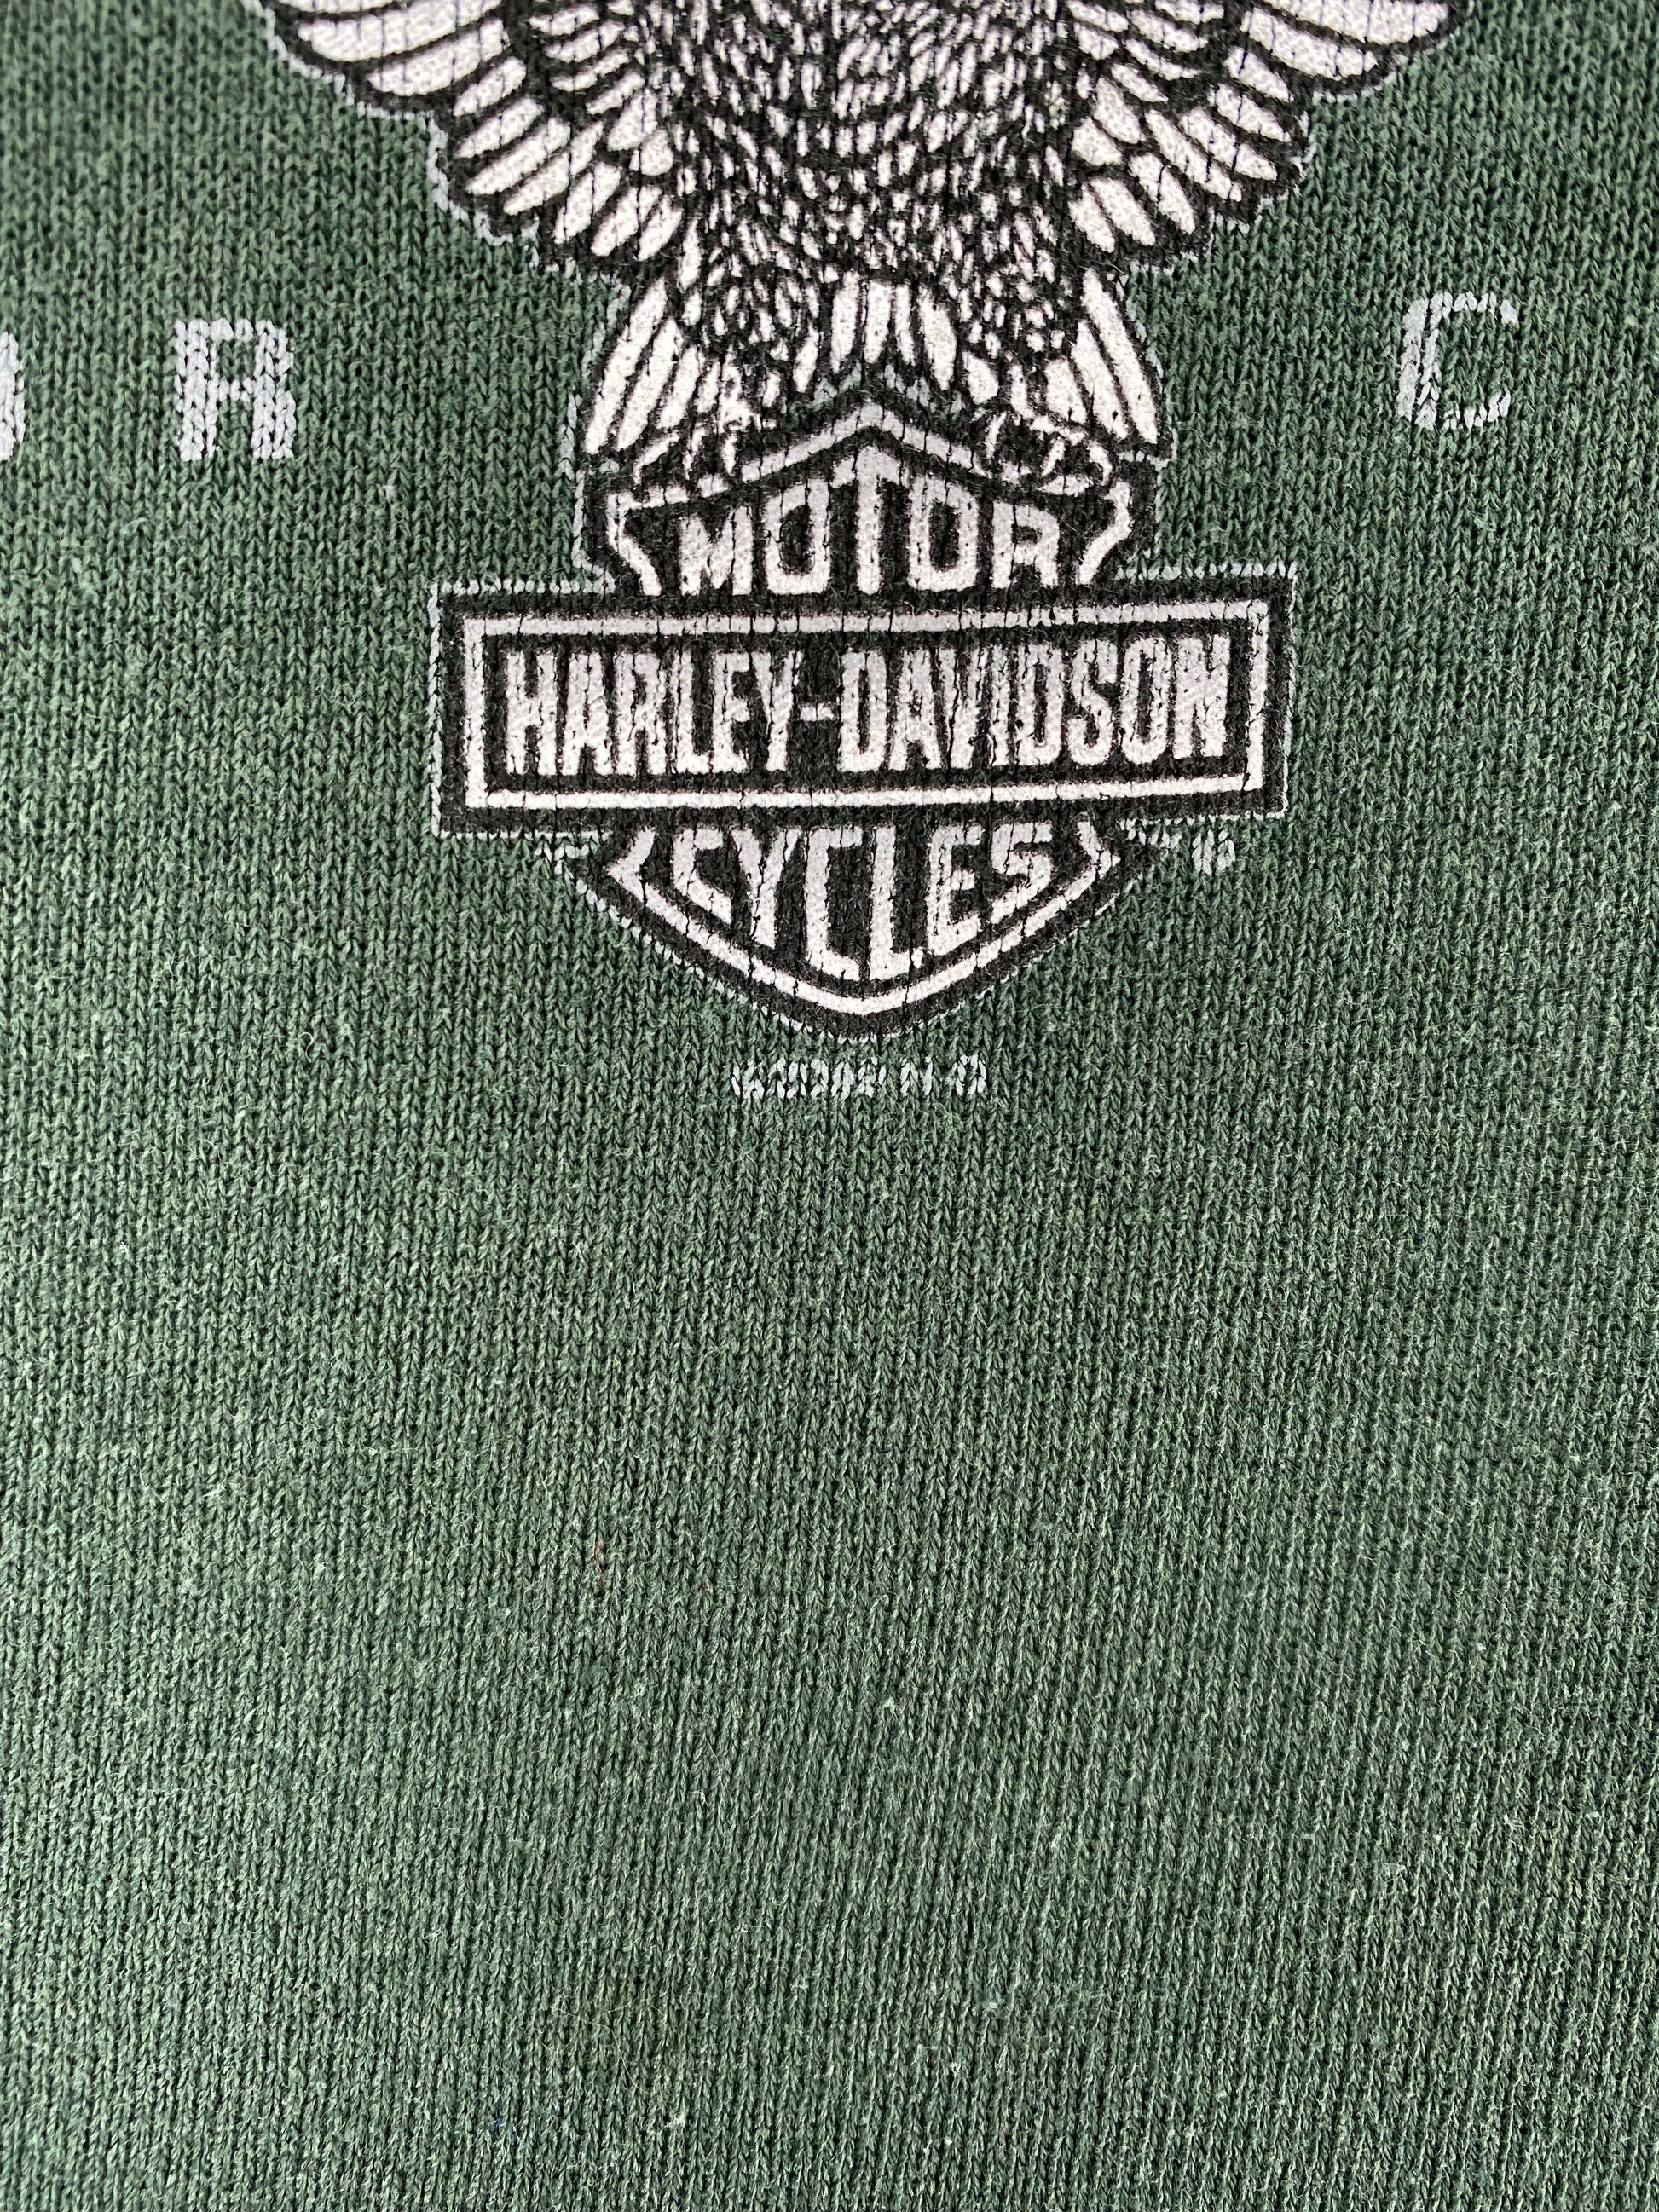 R C
MOTOR
HARLEY-DAVIDSON
CYCLES